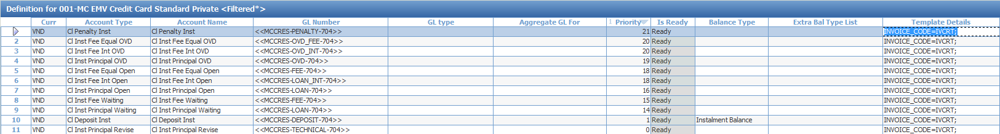 Definition for 001-MC EMV Credit Card Standard Private <Filtered*>
Curr Account Type Account Name GL Number GL type Aggregate GL For 1 Priority Is Ready Balance Type Extra Bal Type List Template Details
VND Cl Penalty Inst Cl Penalty Inst <<MCCRES-PENALTY-704>> 21 Ready INVOICE_CODE=IVCRT;
2 VND Cl Inst Fee Equal OVD Cl Inst Fee Equal OVD <<MCCRES-OVD_FEE-704>> 20 Ready INVOICE_CODE=IVCRT;
3 VND Cl Inst Fee Int OVD Cl Inst Fee Int OVD <<MCCRES-OVD_INT-704>> 20 Ready INVOICE_CODE=IVCRT;
4 VND Cl Inst Principal OVD Cl Inst Principal OVD <<MCCRES-OVD-704>> 19 Ready INVOICE_CODE=IVCRT;
5 VND Cl Inst Fee Equal Open Cl Inst Fee Equal Open <<MCCRES-FEE-704>> 18 Ready INVOICE_CODE=IVCRT;
6 VND Cl Inst Fee Int Open Cl Inst Fee Int Open <<MCCRES-LOAN_INT-704>> 18 Ready INVOICE_CODE=IVCRT;
7 VND Cl Inst Principal Open Cl Inst Principal Open <<MCCRES-LOAN-704>> 16 Ready INVOICE_CODE=IVCRT;
8 VND Cl Inst Fee Waiting Cl Inst Fee Waiting <<MCCRES-FEE-704>> 15 Ready INVOICE_CODE=IVCRT;
9 VND Cl Inst Principal Waiting Cl Inst Principal Waiting <<MCCRES-LOAN-704>> 14 Ready INVOICE_CODE=IVCRT;
10 VND Cl Deposit Inst Cl Deposit Inst <<MCCRES-DEPOSIT-704>> 1 Ready Instalment Balance INVOICE_CODE=IVCRT;
11 VND Cl Inst Principal Revise Cl Inst Principal Revise <<MCCRES-TECHNICAL-704>> 0 Ready INVOICE_CODE=IVCRT;